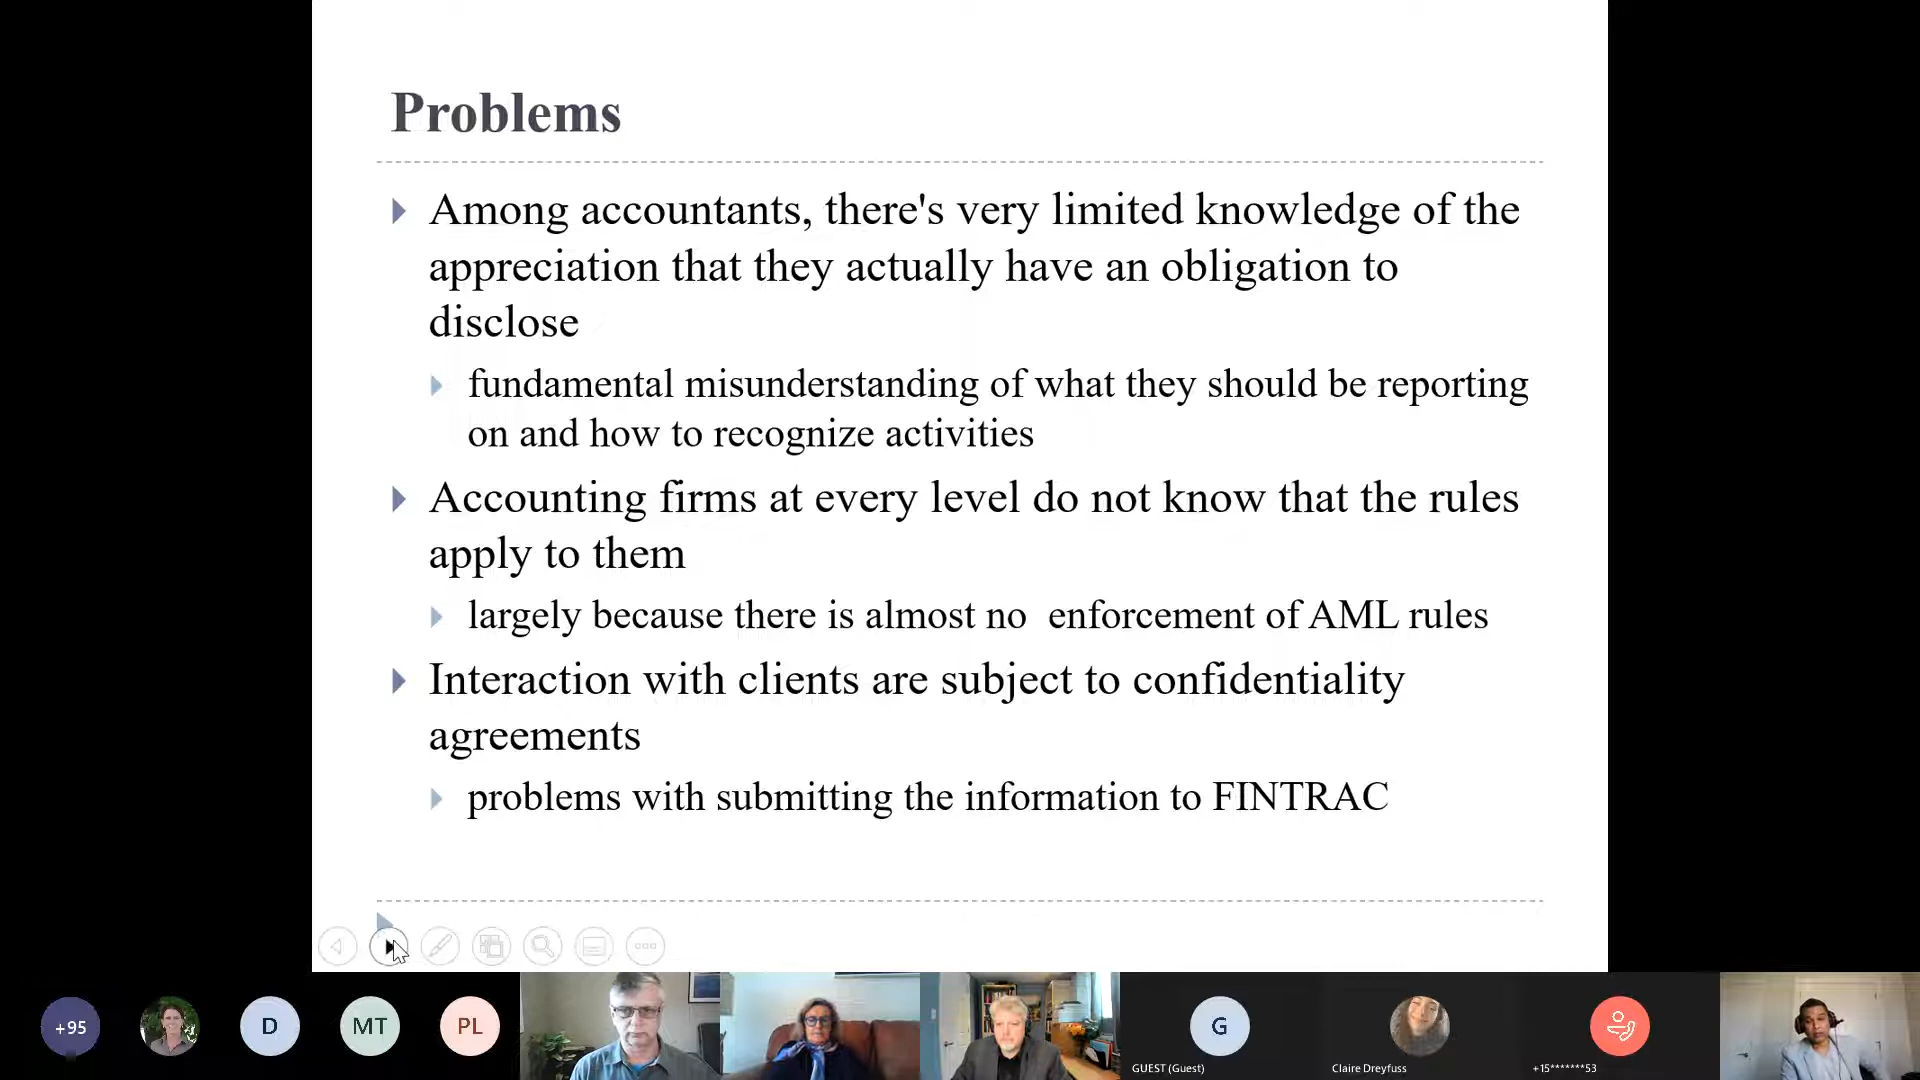 Problems
Among accountants, there's very limited knowledge of the
appreciation that they actually have an obligation to
disclose
fundamental misunderstanding of what they should be reporting
on and how to recognize activities
Accounting firms at every level do not know that the rules
apply to them
largely because there is almost no  enforcement of AML rules
Interaction with clients are subject to confidentiality
agreements
problems with submitting the information to FINTRAC
+95
D
MT
PL
G
GUEST (Guest)
Claire Dreyfuss
+15*******53